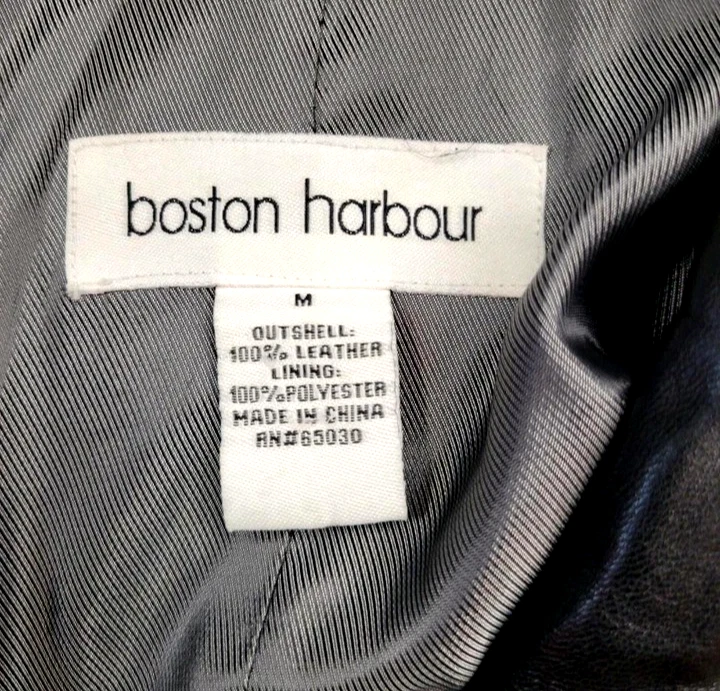 boston harbour
M
OUTSHELL:
100% LEATHER
LINING:
100%POLYESTER
MADE IN CHINA
RN#65030